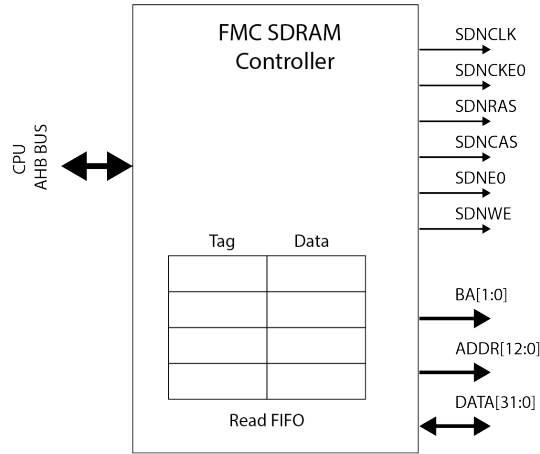 FMC SDRAM
Controller
SDNCLK
SDNCKE0
SDNRAS
SDNCAS
SDNE0
SDNWE
CPU
AHB BUS
Tag Data
BA[1:0]
ADDR[12:0]
DATA[31:0]
Read FIFO